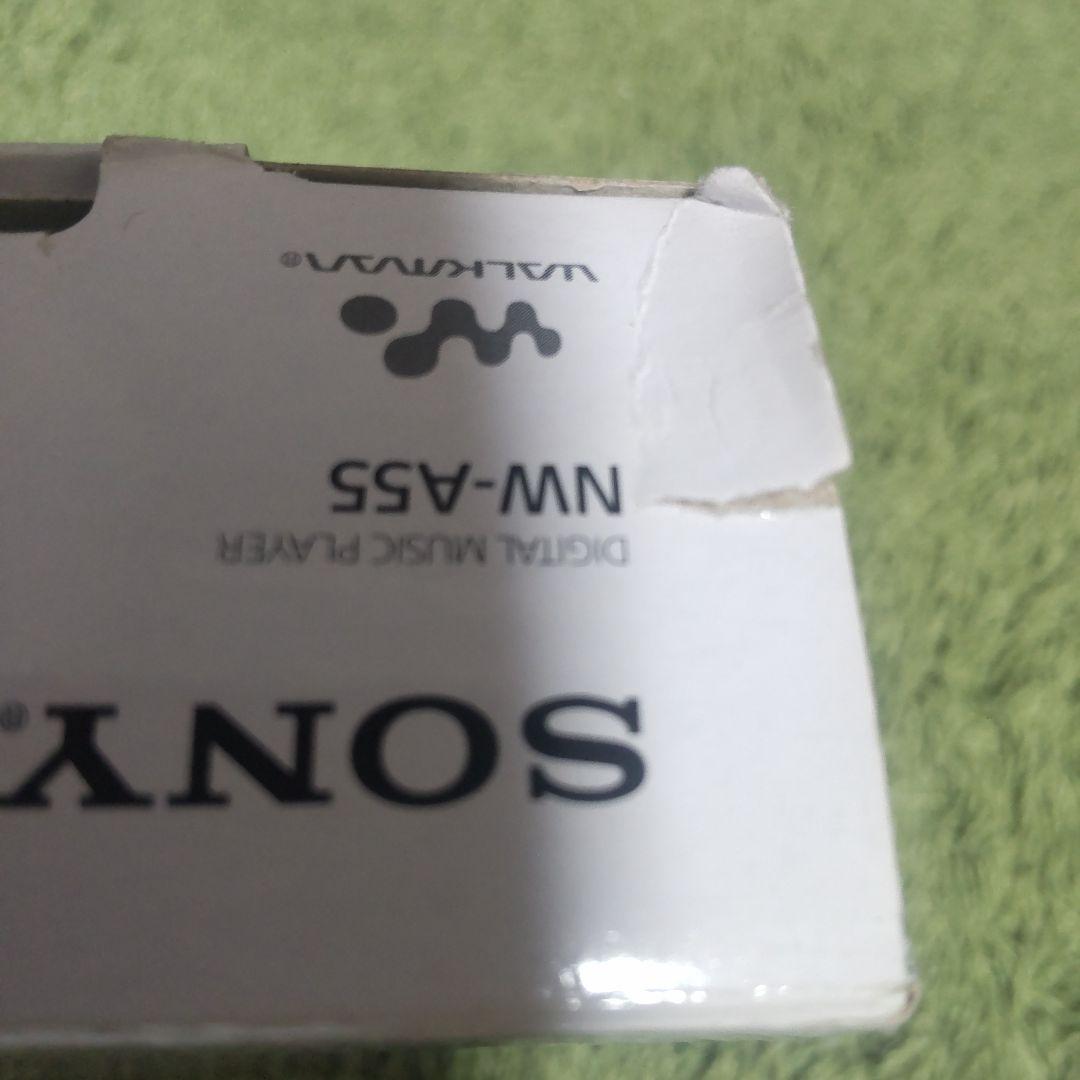 SONY®
DIGITAL MUSIC PLAYER
NW-A55
WALKMAN®